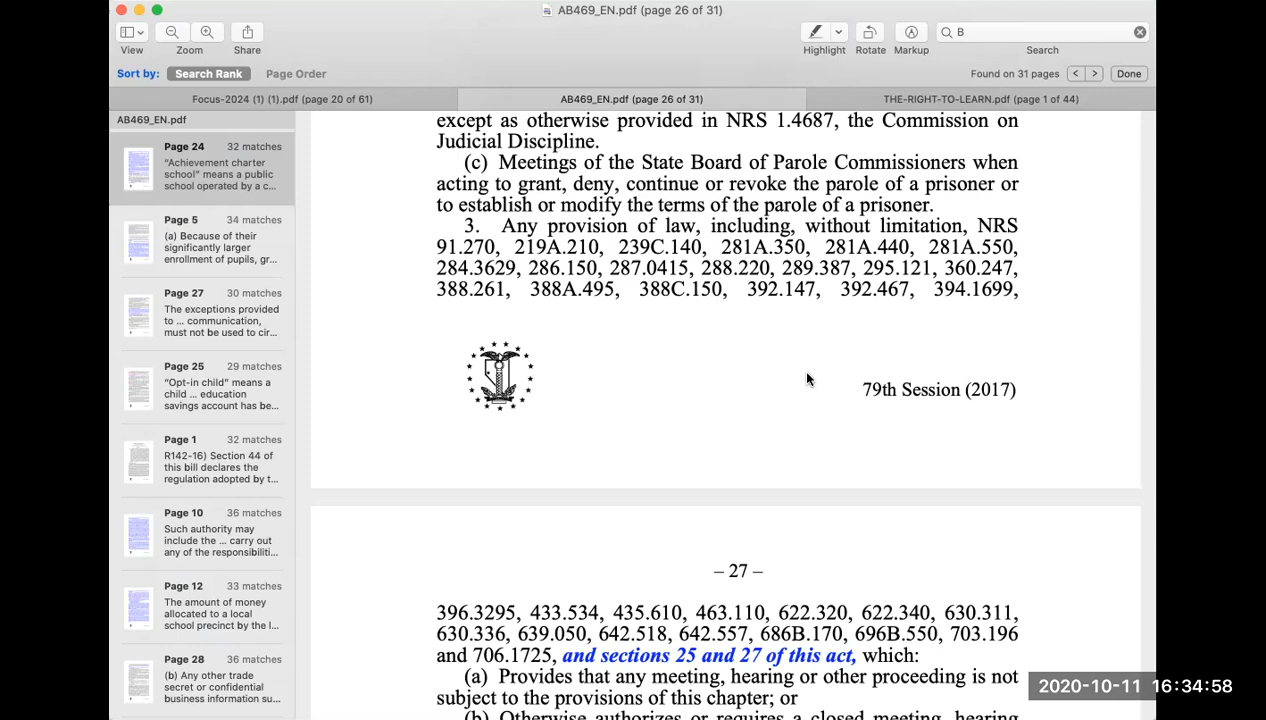 AB469_EN.pdf (page 26 of 31)
B
View
Zoom
Share
Highlight
Rotate
Markup
Search
Sort by:
Search Rank
Page Order
Found on 31 pages
Done
Focus-2024 (1) (1).pdf (page 20 of 61)
AB469_EN.pdf (page 26 of 31)
THE-RIGHT-TO-LEARN.pdf (page 1 of 44)
AB469_EN.pdf
Page 24 32 matches
“Achievement charter
school” means a public
school operated by a c...
Page 5 34 matches
(a) Because of their
significantly larger
enrollment of pupils, gr...
Page 27 30 matches
The exceptions provided
to ... communication,
must not be used to cir...
Page 25 29 matches
“Opt-in child” means a
child ... education
savings account has be...
Page 1 32 matches
R142-16) Section 44 of
this bill declares the
regulation adopted by t...
Page 10 36 matches
Such authority may
include the ... carry out
any of the responsibiliti...
Page 12 33 matches
The amount of money
allocated to a local
school precinct by the l...
Page 28 36 matches
(b) Any other trade
secret or confidential
business information su...
except as otherwise provided in NRS 1.4687, the Commission on
Judicial Discipline.
(c) Meetings of the State Board of Parole Commissioners when
acting to grant, deny, continue or revoke the parole of a prisoner or
to establish or modify the terms of the parole of a prisoner.
3. Any provision of law, including, without limitation, NRS
91.270, 219A.210, 239C.140, 281A.350, 281A.440, 281A.550,
284.3629, 286.150, 287.0415, 288.220, 289.387, 295.121, 360.247,
388.261, 388A.495, 388C.150, 392.147, 392.467, 394.1699,
79th Session (2017)
– 27 –
396.3295, 433.534, 435.610, 463.110, 622.320, 622.340, 630.311,
630.336, 639.050, 642.518, 642.557, 686B.170, 696B.550, 703.196
and 706.1725, and sections 25 and 27 of this act, which:
(a) Provides that any meeting, hearing or other proceeding is not
subject to the provisions of this chapter; or
(b) Otherwise authorizes or requires a closed meeting, hearing
2020-10-11 16:34:58